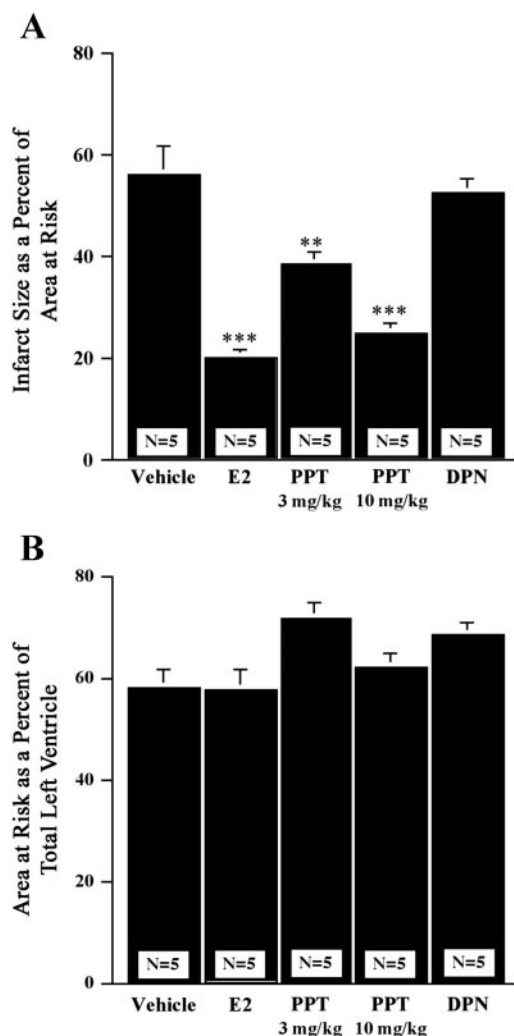 A
Infarct Size as a Percent of
Area at Risk
80
60
40
20
0
***
**
***
N=5 N=5 N=5 N=5 N=5
Vehicle E2 PPT PPT DPN
3 mg/kg 10 mg/kg
B
Area at Risk as a Percent of
Total Left Ventricle
80
60
40
20
0
N=5 N=5 N=5 N=5 N=5
Vehicle E2 PPT PPT DPN
3 mg/kg 10 mg/kg